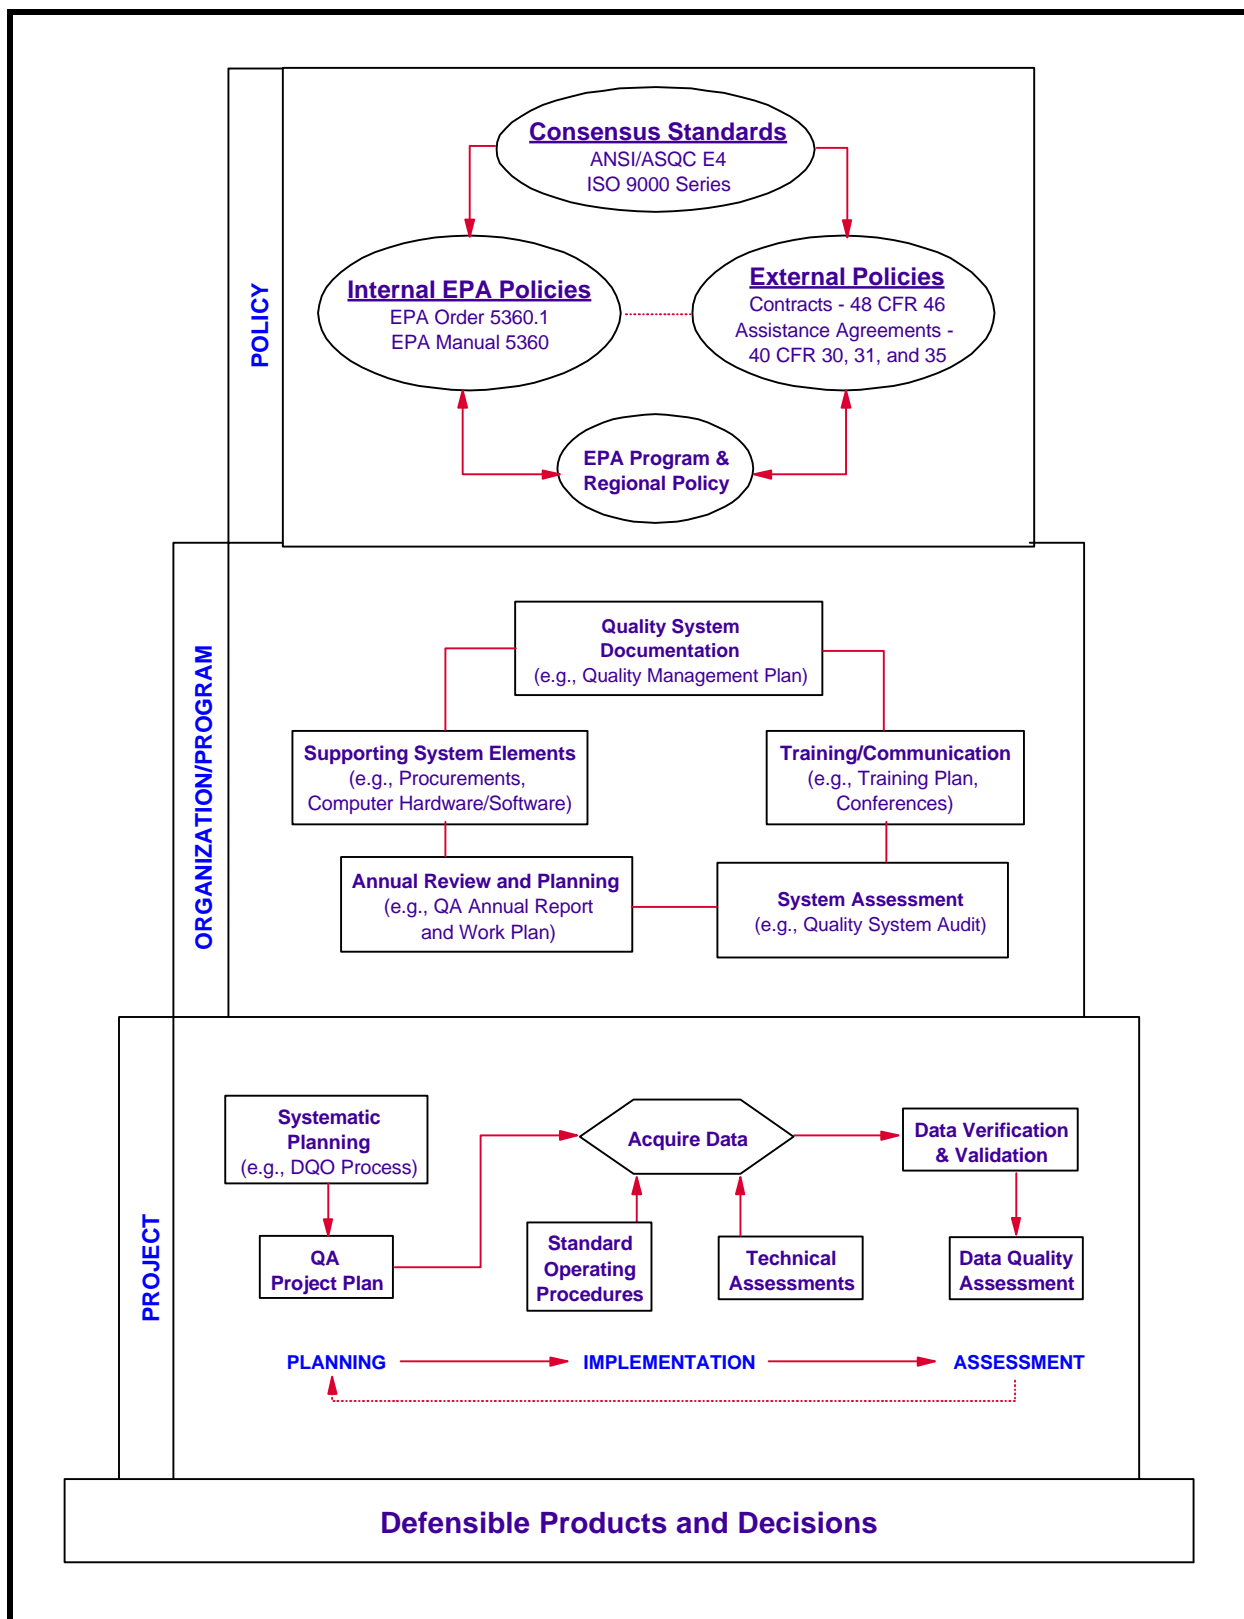 POLICY
Consensus Standards
ANSI/ASQC E4
ISO 9000 Series
Internal EPA Policies
EPA Order 5360.1
EPA Manual 5360
External Policies
Contracts - 48 CFR 46
Assistance Agreements -
40 CFR 30, 31, and 35
EPA Program &
Regional Policy
ORGANIZATION/PROGRAM
Quality System
Documentation
(e.g., Quality Management Plan)
Supporting System Elements
(e.g., Procurements,
Computer Hardware/Software)
Training/Communication
(e.g., Training Plan,
Conferences)
Annual Review and Planning
(e.g., QA Annual Report
and Work Plan)
System Assessment
(e.g., Quality System Audit)
PROJECT
Systematic
Planning
(e.g., DQO Process)
QA
Project Plan
Acquire Data
Standard
Operating
Procedures
Technical
Assessments
Data Verification
& Validation
Data Quality
Assessment
PLANNING
IMPLEMENTATION
ASSESSMENT
Defensible Products and Decisions